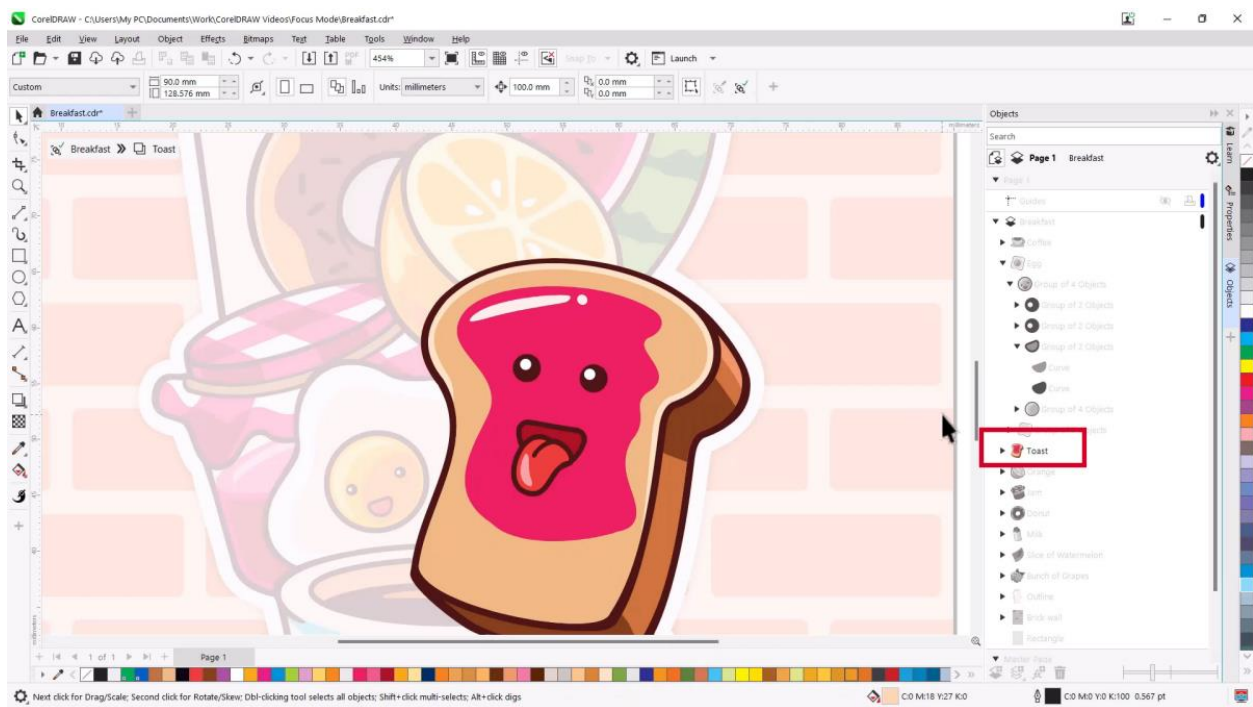 CorelDRAW - C:\Users\My PC\Documents\Work\CorelDRAW Videos\Focus Mode\Breakfast.cdr*
File Edit View Layout Object Effects Bitmaps Text Table Tools Window Help
PDF 454% Snap To Launch
Custom 90.0 mm 128.576 mm Units: millimeters 100.0 mm 0.0 mm 0.0 mm
Breakfast.cdr*
millimeters
Breakfast Toast
Objects
Search
Page 1 Breakfast
Page 1
Guides
Breakfast
Coffee
Egg
Group of 4 Objects
Group of 2 Objects
Group of 2 Objects
Group of 2 Objects
Curve
Curve
Group of 4 Objects
Toast
Orange
Jam
Donut
Milk
Slice of Watermelon
Bunch of Grapes
Outline
Brick wall
Rectangle
Master Page
Learn
Properties
Objects
millimeters
1 of 1 Page 1
Next click for Drag/Scale; Second click for Rotate/Skew; Dbl-clicking tool selects all objects; Shift+click multi-selects; Alt+click digs
C:0 M:18 Y:27 K:0
C:0 M:0 Y:0 K:100 0.567 pt